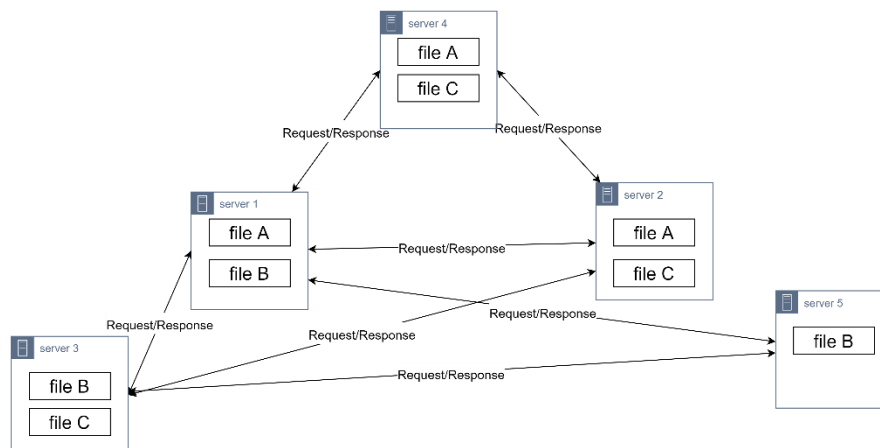 server 4
file A
file C
Request/Response
Request/Response
server 1
file A
file B
server 2
file A
file C
Request/Response
server 5
file B
Request/Response
Request/Response
Request/Response
server 3
file B
file C
Request/Response